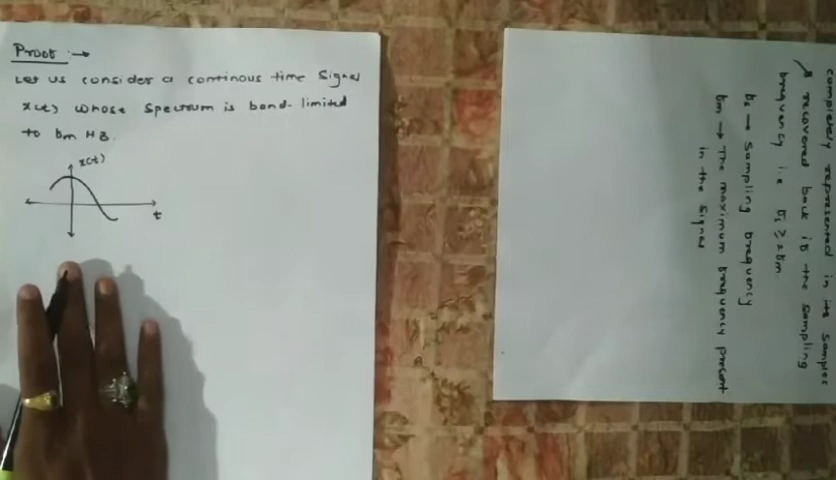 Proof :→
Let us consider a continous time signal
x(t) whose spectrum is band-limited
to fm HZ.
x(t)
t
completely represented in its samples
& recovered back if the sampling
frequency i.e fs ≥ 2fm.
fs → sampling frequency
fm → The maximum frequency present
in the signal